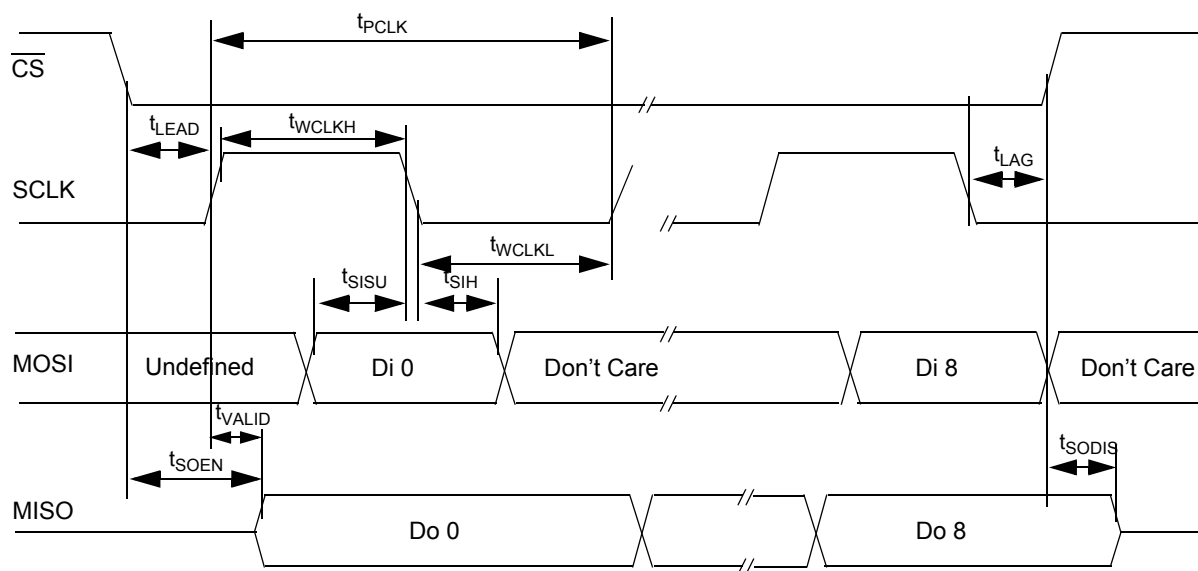 tPCLK
CS
tLEAD
tWCLKH
tLAG
SCLK
tWCLKL
tSISU
tSIH
MOSI
Undefined
Di 0
Don't Care
Di 8
Don't Care
tVALID
tSOEN
tSODIS
MISO
Do 0
Do 8